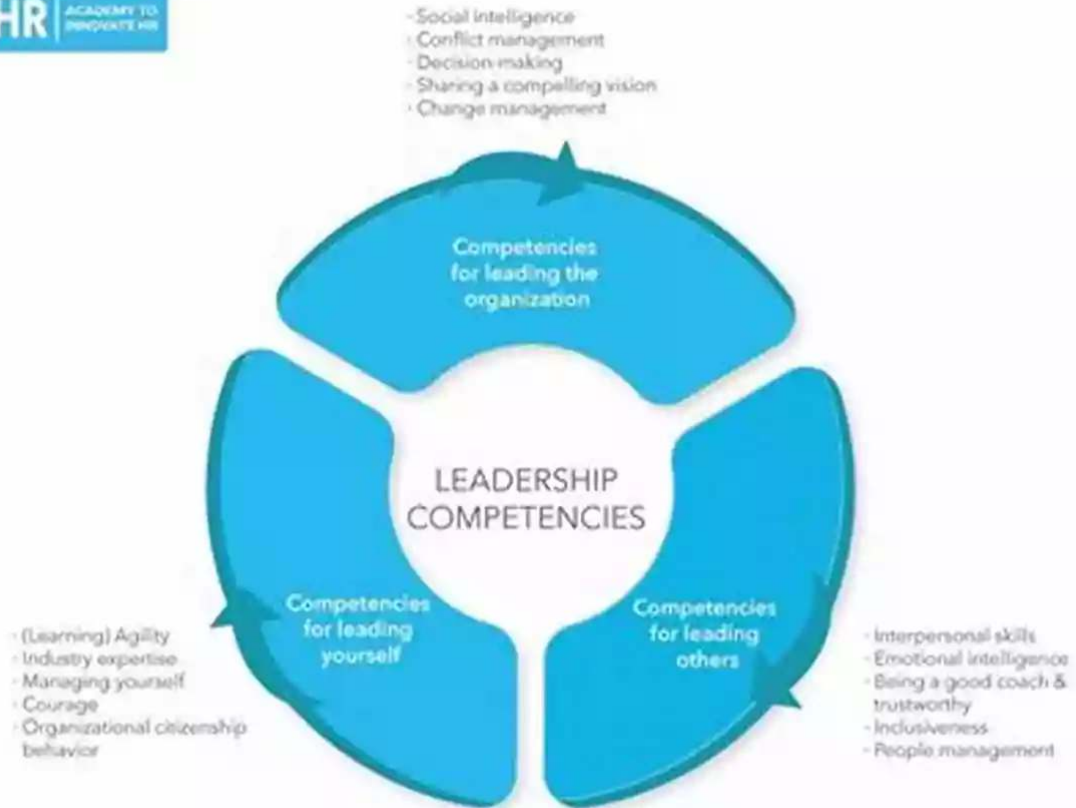 HR
ACADEMY TO
INNOVATE HR
- Social intelligence
- Conflict management
- Decision-making
- Sharing a compelling vision
- Change management
Competencies
for leading the
organization
LEADERSHIP
COMPETENCIES
Competencies
for leading
yourself
Competencies
for leading
others
- (Learning) Agility
- Industry expertise
- Managing yourself
- Courage
- Organizational citizenship
behavior
- Interpersonal skills
- Emotional intelligence
- Being a good coach &
trustworthy
- Inclusiveness
- People management